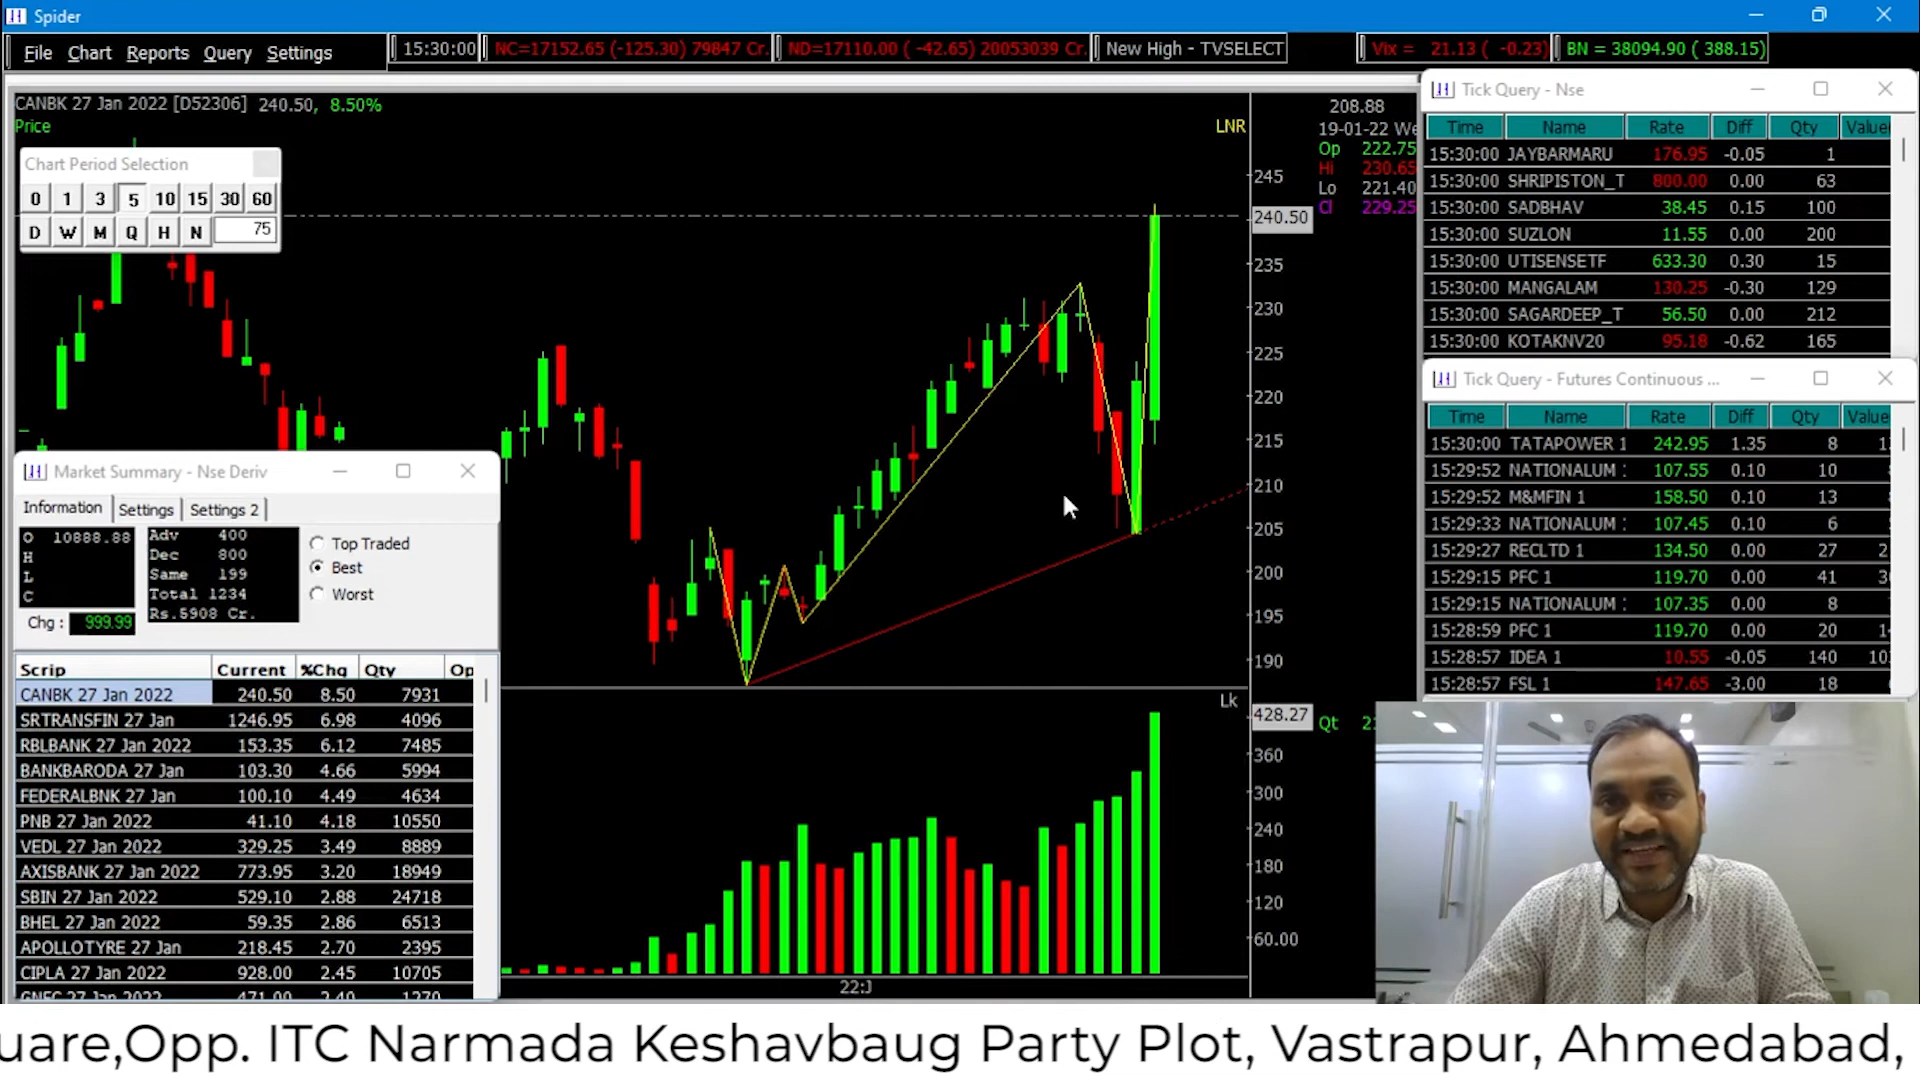 Spider
File Chart Reports Query Settings
15:30:00 NC=17152.65 (-125.30) 79847 Cr. ND=17110.00 ( -42.65) 20053039 Cr. New High - TVSELECT Vix = 21.13 ( -0.23) BN = 38094.90 ( 388.15)
CANBK 27 Jan 2022 [D52306] 240.50, 8.50%
Price
LNR
Chart Period Selection
0 1 3 5 10 15 30 60
D W M Q H N 75
245
240.50
235
230
225
220
215
210
205
200
195
190
208.88
19-01-22 We
Op 222.75
Hi 230.65
Lo 221.40
Cl 229.25
Lk
428.27
Qt
360
300
240
180
120
60.00
22:J
Market Summary - Nse Deriv
Information Settings Settings 2
O 10888.88
H
L
C
Chg : 999.99
Adv 400
Dec 800
Same 199
Total 1234
Rs.5908 Cr.
Top Traded
Best
Worst
Scrip Current %Chg Qty Op
CANBK 27 Jan 2022 240.50 8.50 7931
SRTRANSFIN 27 Jan 1246.95 6.98 4096
RBLBANK 27 Jan 2022 153.35 6.12 7485
BANKBARODA 27 Jan 103.30 4.66 5994
FEDERALBNK 27 Jan 100.10 4.49 4634
PNB 27 Jan 2022 41.10 4.18 10550
VEDL 27 Jan 2022 329.25 3.49 8889
AXISBANK 27 Jan 2022 773.95 3.20 18949
SBIN 27 Jan 2022 529.10 2.88 24718
BHEL 27 Jan 2022 59.35 2.86 6513
APOLLOTYRE 27 Jan 218.45 2.70 2395
CIPLA 27 Jan 2022 928.00 2.45 10705
GNFC 27 Jan 2022 471.00 2.40
Tick Query - Nse
Time Name Rate Diff Qty Value
15:30:00 JAYBARMARU 176.95 -0.05 1
15:30:00 SHRIPISTON_T 800.00 0.00 63
15:30:00 SADBHAV 38.45 0.15 100
15:30:00 SUZLON 11.55 0.00 200
15:30:00 UTISENSETF 633.30 0.30 15
15:30:00 MANGALAM 130.25 -0.30 129
15:30:00 SAGARDEEP_T 56.50 0.00 212
15:30:00 KOTAKNV20 95.18 -0.62 165
Tick Query - Futures Continuous ...
Time Name Rate Diff Qty Value
15:30:00 TATAPOWER 1 242.95 1.35 8
15:29:52 NATIONALUM 107.55 0.10 10
15:29:52 M&MFIN 1 158.50 0.10 13
15:29:33 NATIONALUM 107.45 0.10 6
15:29:27 RECLTD 1 134.50 0.00 27
15:29:15 PFC 1 119.70 0.00 41
15:29:15 NATIONALUM 107.35 0.00 8
15:28:59 PFC 1 119.70 0.00 20
15:28:57 IDEA 1 10.55 -0.05 140
15:28:57 FSL 1 147.65 -3.00 18
uare,Opp. ITC Narmada Keshavbaug Party Plot, Vastrapur, Ahmedabad,